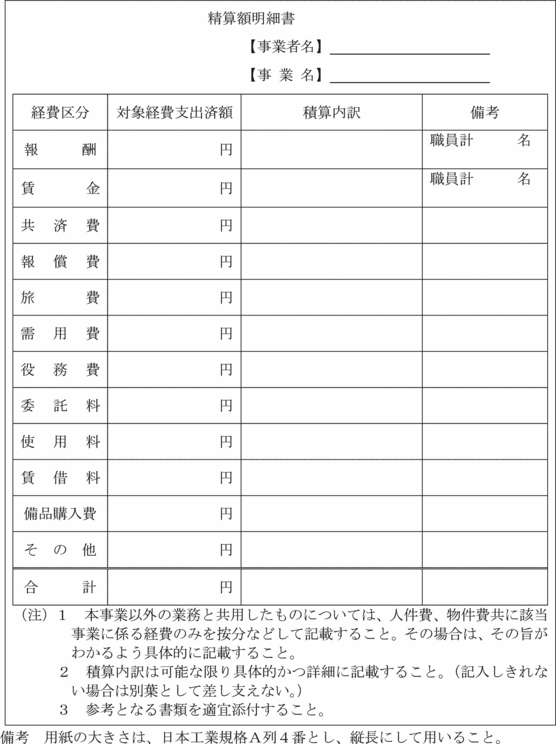 精算額明細書
【事業者名】
【事 業 名】
経費区分 対象経費支出済額 積算内訳 備考
報 酬 円 職員計 名
賃 金 円 職員計 名
共 済 費 円
報 償 費 円
旅 費 円
需 用 費 円
役 務 費 円
委 託 料 円
使 用 料 円
賃 借 料 円
備品購入費 円
そ の 他 円
合 計 円
(注) 1 本事業以外の業務と共用したものについては、人件費、物件費共に該当
事業に係る経費のみを按分などして記載すること。その場合は、その旨が
わかるよう具体的に記載すること。
2 積算内訳は可能な限り具体的かつ詳細に記載すること。(記入しきれな
い場合は別葉として差し支えない。)
3 参考となる書類を適宜添付すること。
備考 用紙の大きさは、日本工業規格A列4番とし、縦長にして用いること。